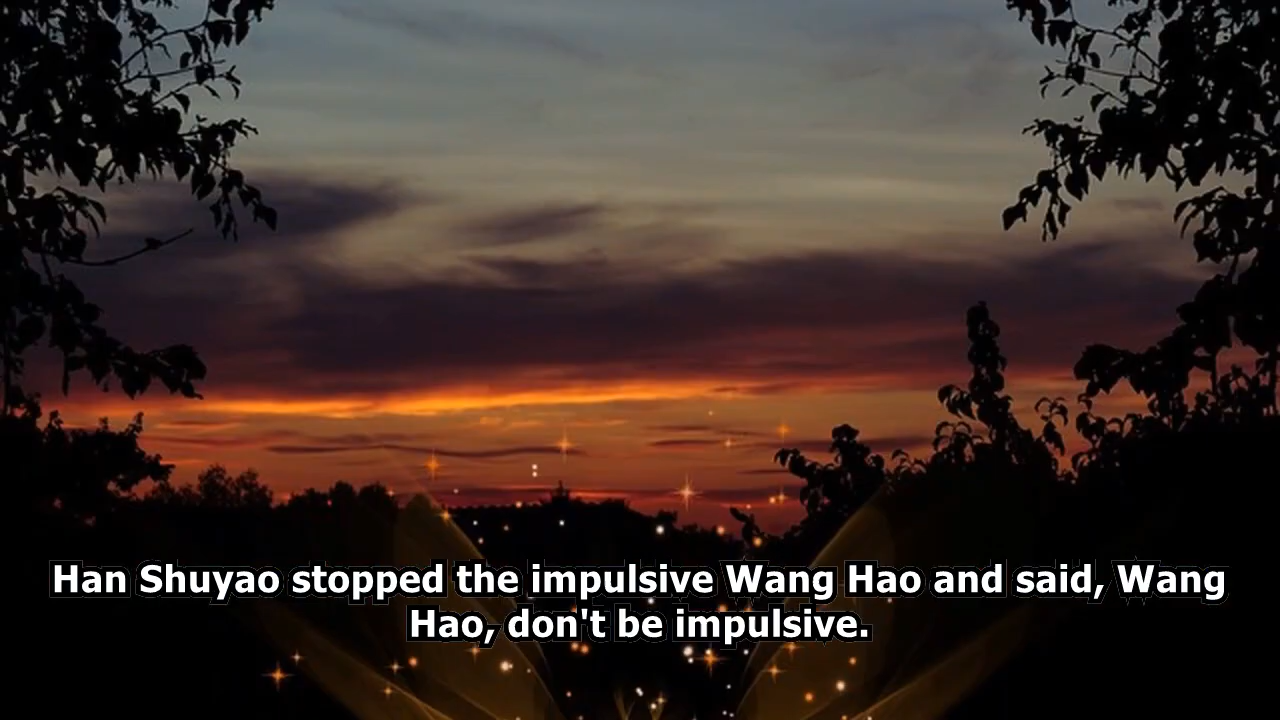 Han Shuyao stopped the impulsive Wang Hao and said, Wang
Hao, don't be impulsive.